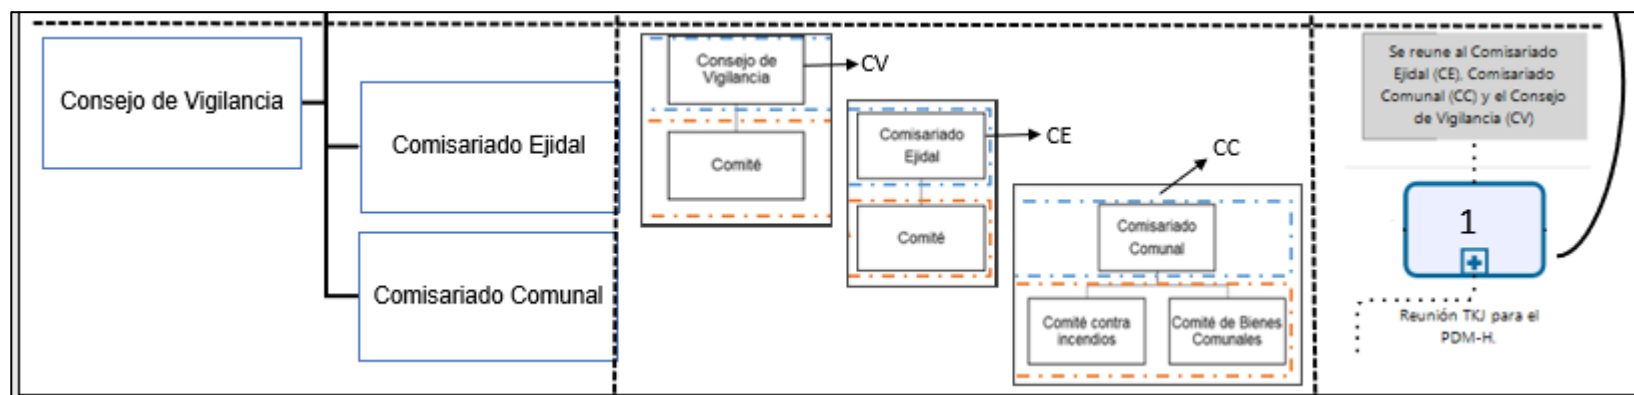 Consejo de Vigilancia
Comisariado Ejidal
Comisariado Comunal
Consejo de
Vigilancia
CV
Comité
Comisariado
Ejidal
CE
Comité
CC
Comisariado
Comunal
Comité contra
incendios
Comité de Bienes
Comunales
Se reune al Comisariado
Ejidal (CE), Comisariado
Comunal (CC) y el Consejo
de Vigilancia (CV)
1
Reunión TKJ para el
PDM-H.